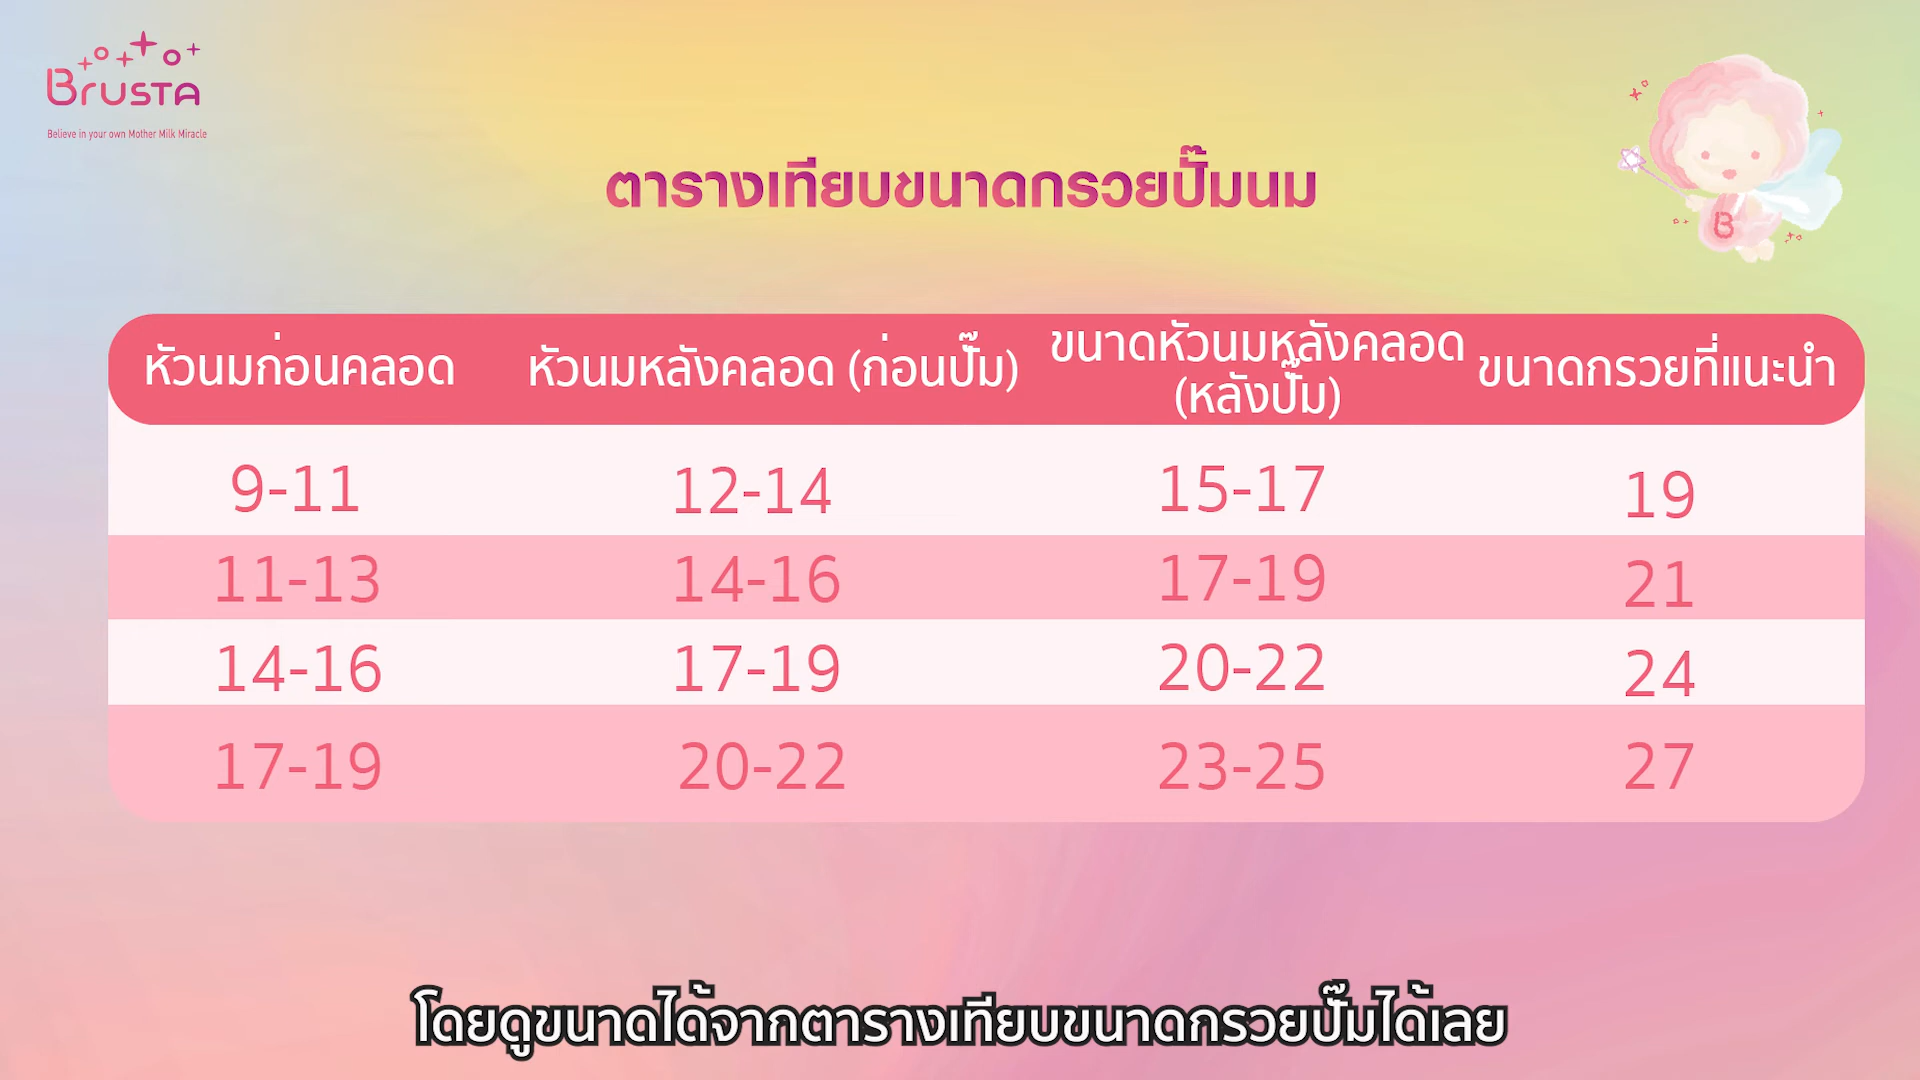 Brusta
Believe in your own Mother Milk Miracle
ตารางเทียบขนาดกรวยปั๊มนม
B
หัวนมก่อนคลอด
หัวนมหลังคลอด (ก่อนปั๊ม)
ขนาดหัวนมหลังคลอด
(หลังปั๊ม)
ขนาดกรวยที่แนะนำ
9-11 12-14 15-17 19
11-13 14-16 17-19 21
14-16 17-19 20-22 24
17-19 20-22 23-25 27
โดยดูขนาดได้จากตารางเทียบขนาดกรวยปั๊มได้เลย